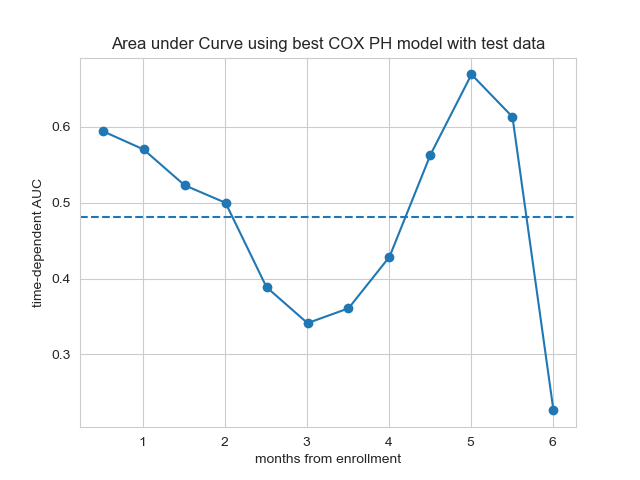 Area under Curve using best COX PH model with test data
time-dependent AUC
0.6
0.5
0.4
0.3
1 2 3 4 5 6
months from enrollment